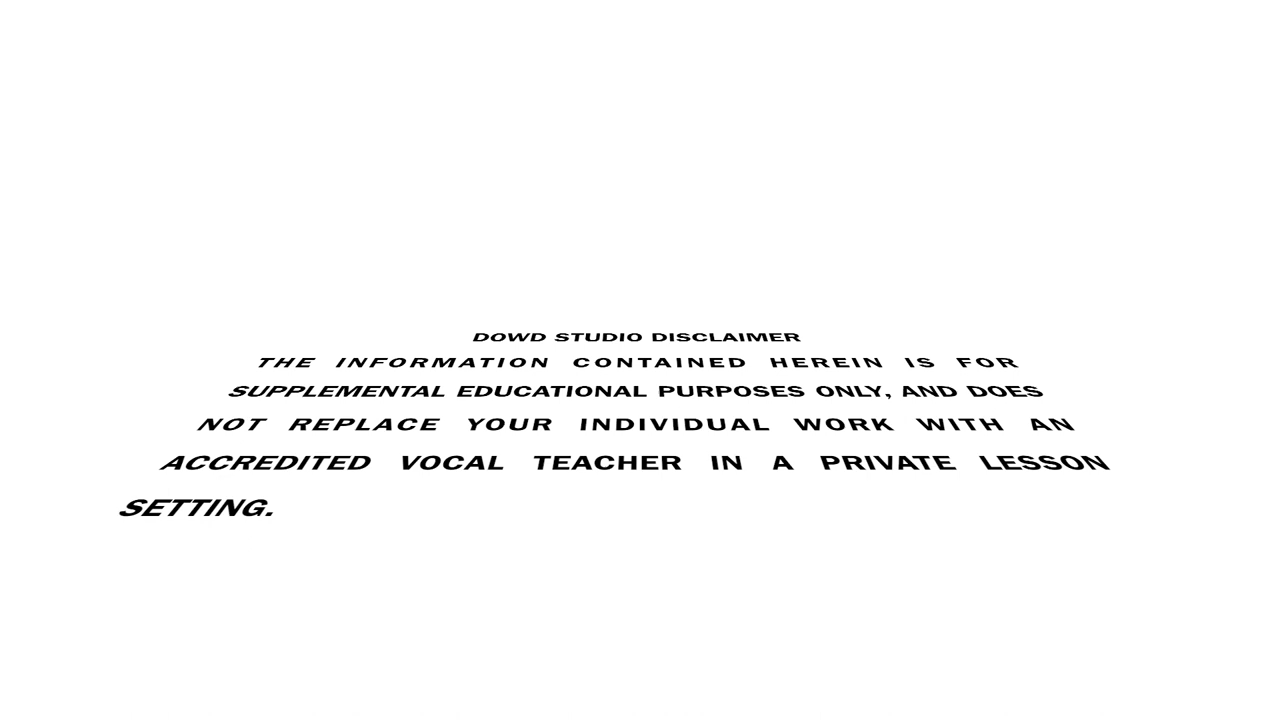 DOWD STUDIO DISCLAIMER
THE INFORMATION CONTAINED HEREIN IS FOR
SUPPLEMENTAL EDUCATIONAL PURPOSES ONLY, AND DOES
NOT REPLACE YOUR INDIVIDUAL WORK WITH AN
ACCREDITED VOCAL TEACHER IN A PRIVATE LESSON
SETTING.